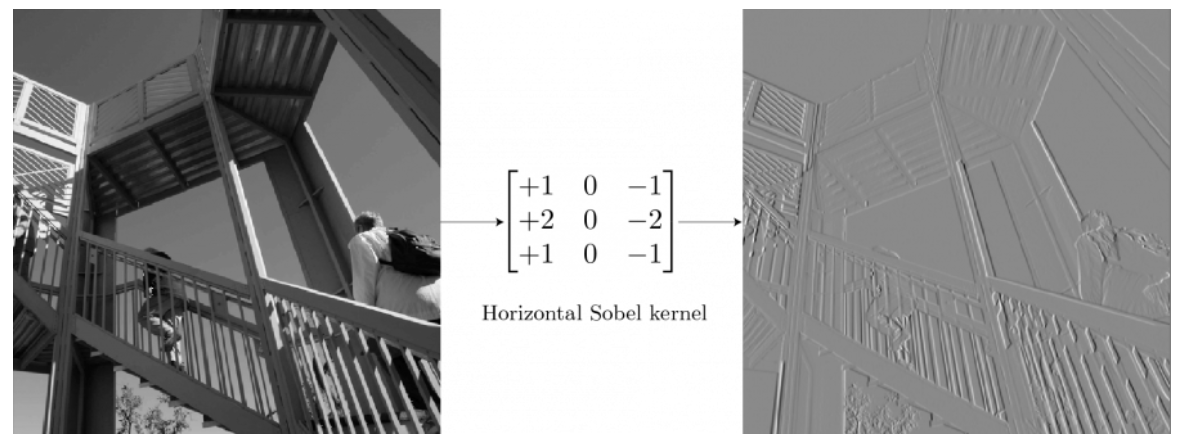 +1 0 −1
+2 0 −2
+1 0 −1
Horizontal Sobel kernel